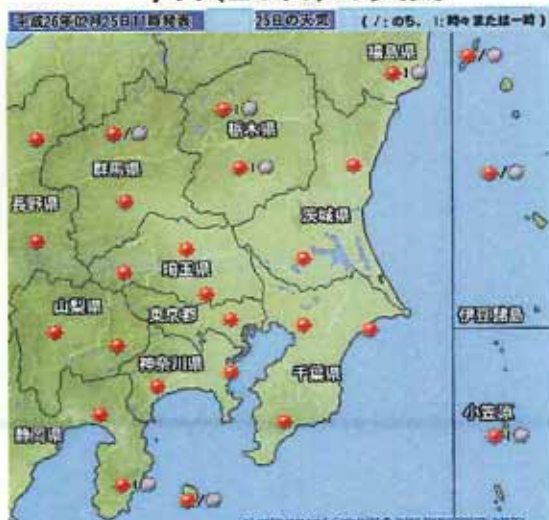 平成26年02月25日11時発表 25日の天気 ( / : のち、 | : 時々または一時 )
福島県
栃木県
群馬県
長野県
茨城県
埼玉県
山梨県
東京都
伊豆諸島
神奈川県
千葉県
小笠原
静岡県